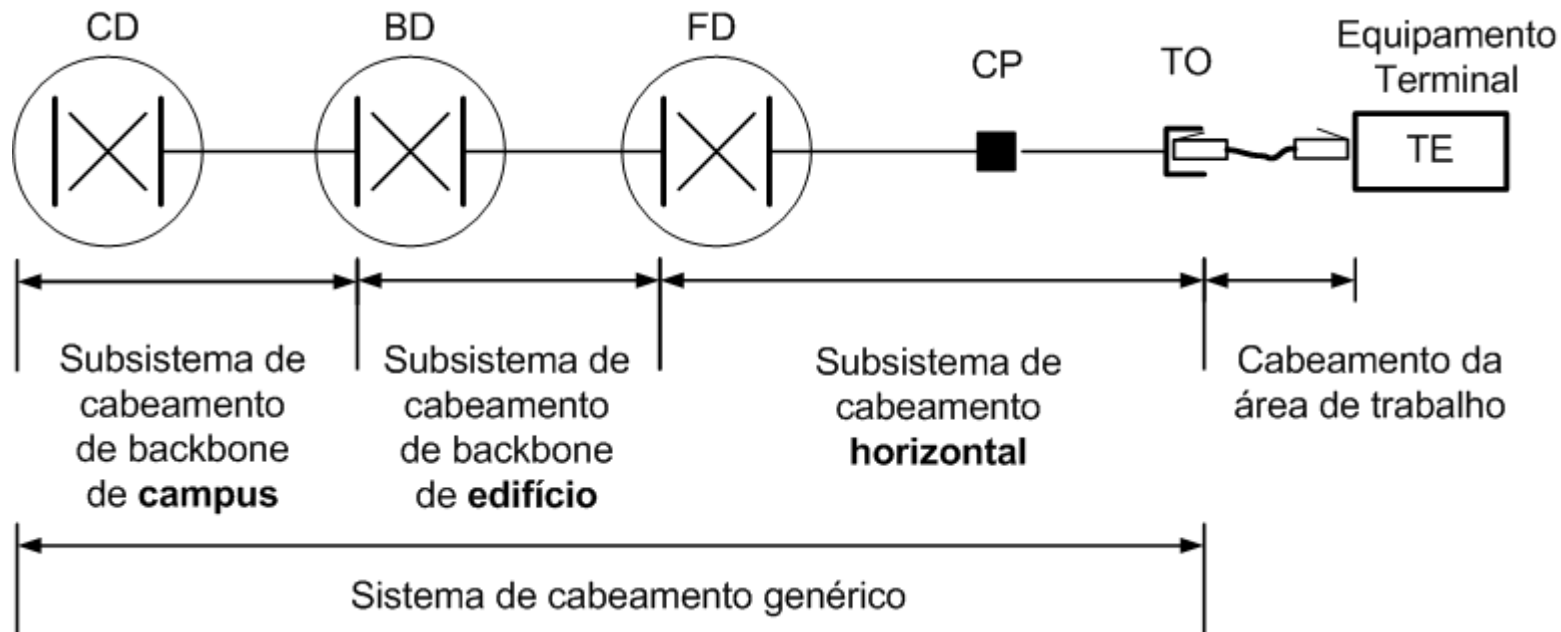 CD
BD
FD
CP
TO
Equipamento
Terminal
TE
Subsistema de
cabeamento
de backbone
de campus
Subsistema de
cabeamento
de backbone
de edifício
Subsistema de
cabeamento
horizontal
Cabeamento da
área de trabalho
Sistema de cabeamento genérico